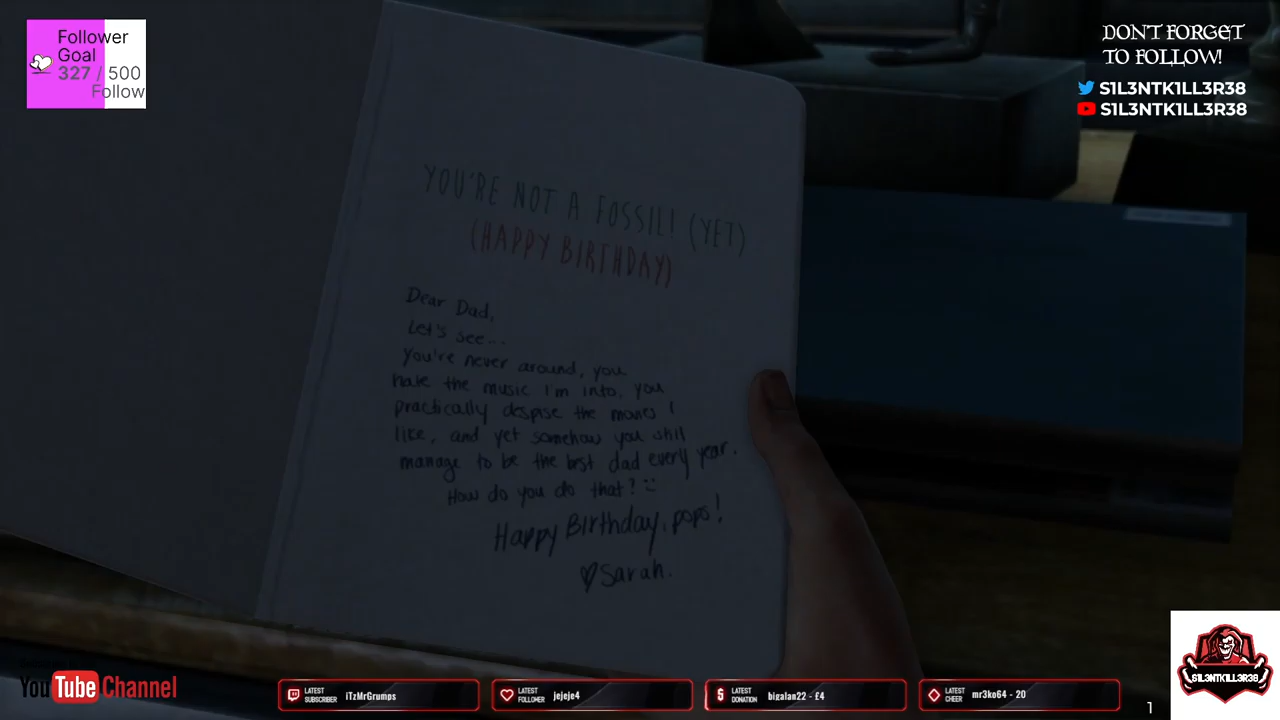 Follower
Goal
327 / 500
Follow
DON'T FORGET
TO FOLLOW!
S1L3NTK1LL3R38
S1L3NTK1LL3R38
YOU'RE NOT A FOSSIL! (YET)
(HAPPY BIRTHDAY)
Dear Dad,
Let's see...
You're never around, you
hate the music I'm into, you
practically despise the movies I
like, and yet somehow you still
manage to be the best dad every year.
How do you do that? :)
Happy Birthday, pops!
♡Sarah.
S1L3NTK1LL3R38
YouTube Channel
LATEST SUBSCRIBER iTzMrGrumps
LATEST FOLLOWER jejeje4
LATEST DONATION bigalan22 - £4
LATEST CHEER mr3ko64 - 20
1